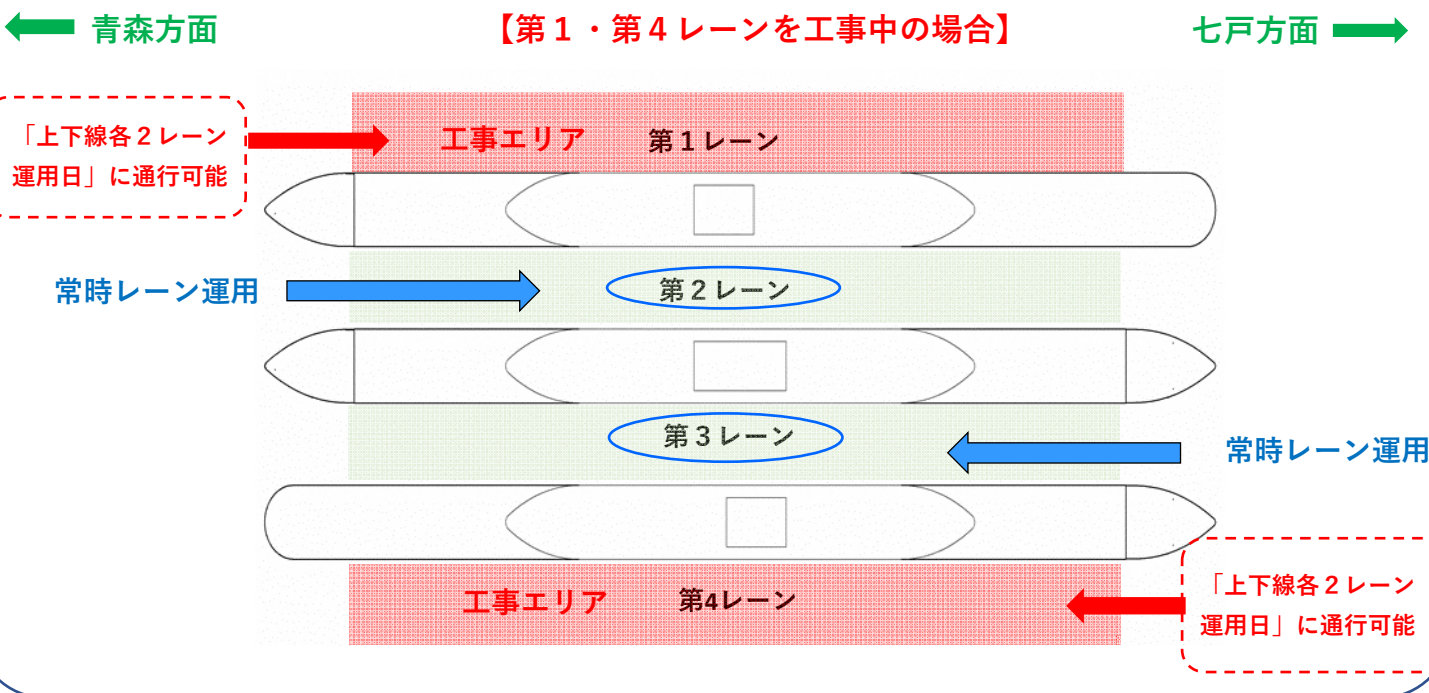 青森方面
【第１・第４レーンを工事中の場合】
七戸方面
「上下線各２レーン
運用日」に通行可能
工事エリア
第１レーン
常時レーン運用
第２レーン
第３レーン
常時レーン運用
工事エリア
第4レーン
「上下線各２レーン
運用日」に通行可能